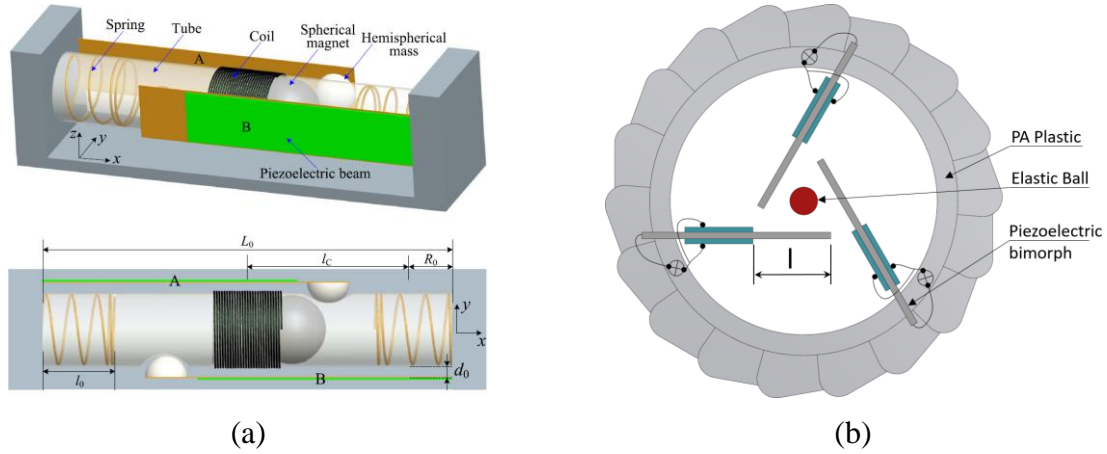 Spring
Tube
Coil
Spherical
magnet
Hemispherical
mass
A
B
z
y
x
Piezoelectric beam
L₀
l_C
R₀
A
y
x
B
l₀
d₀
(a)
PA Plastic
Elastic Ball
Piezoelectric
bimorph
l
(b)